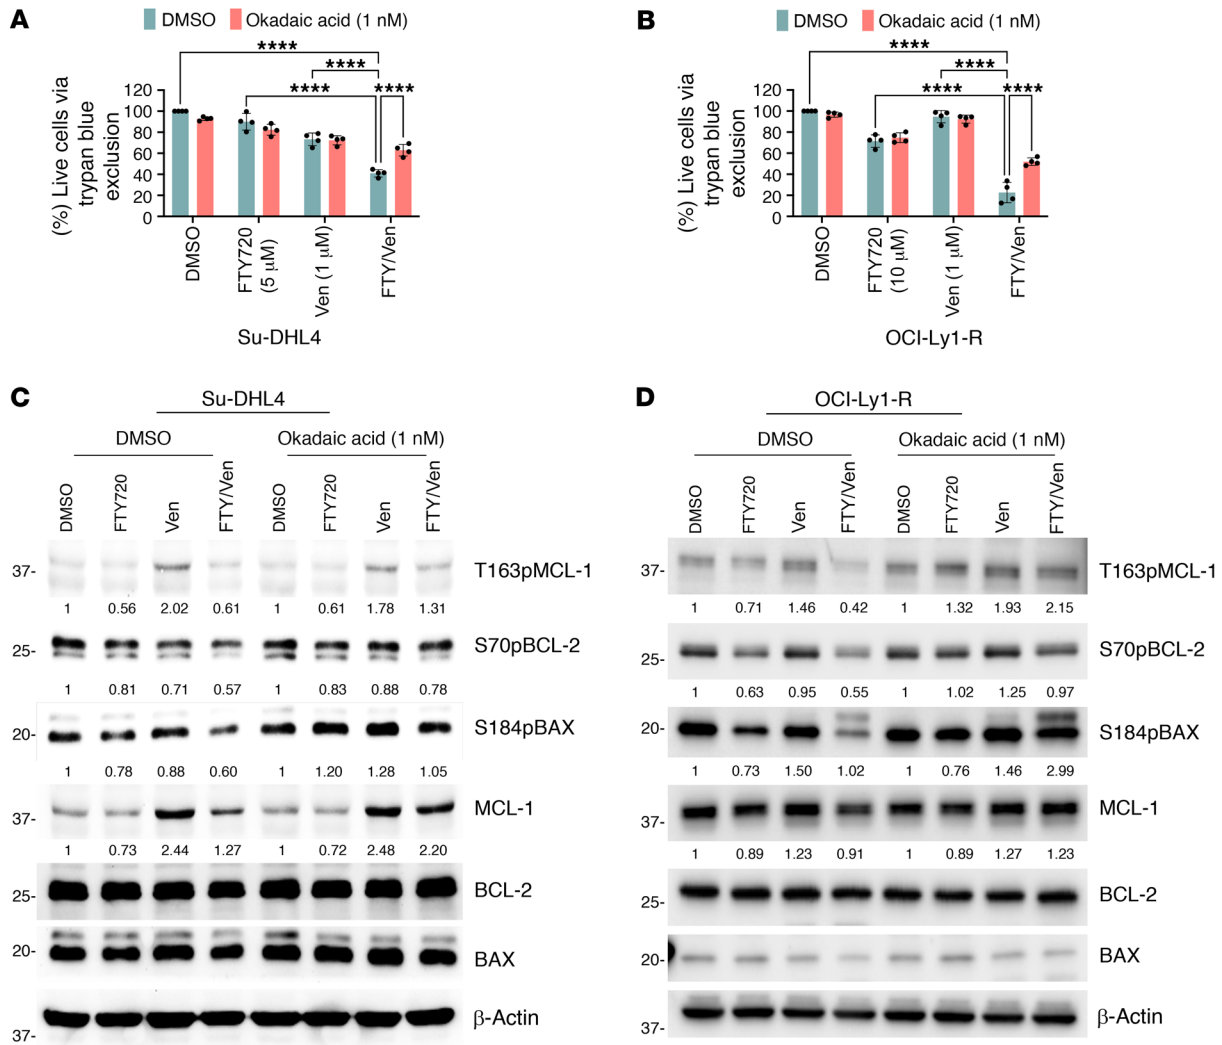 A
DMSO
Okadaic acid (1 nM)
****
****
****
****
(%) Live cells via
trypan blue
exclusion
120
100
80
60
40
20
0
DMSO
FTY720
(5 µM)
Ven (1 µM)
FTY/Ven
Su-DHL4
B
DMSO
Okadaic acid (1 nM)
****
****
****
****
(%) Live cells via
trypan blue
exclusion
120
100
80
60
40
20
0
DMSO
FTY720
(10 µM)
Ven (1 µM)
FTY/Ven
OCI-Ly1-R
C
Su-DHL4
DMSO
Okadaic acid (1 nM)
DMSO
FTY720
Ven
FTY/Ven
DMSO
FTY720
Ven
FTY/Ven
37-
T163pMCL-1
1 0.56 2.02 0.61 1 0.61 1.78 1.31
25-
S70pBCL-2
1 0.81 0.71 0.57 1 0.83 0.88 0.78
20-
S184pBAX
1 0.78 0.88 0.60 1 1.20 1.28 1.05
37-
MCL-1
1 0.73 2.44 1.27 1 0.72 2.48 2.20
25-
BCL-2
20-
BAX
37-
β-Actin
D
OCI-Ly1-R
DMSO
Okadaic acid (1 nM)
DMSO
FTY720
Ven
FTY/Ven
DMSO
FTY720
Ven
FTY/Ven
37-
T163pMCL-1
1 0.71 1.46 0.42 1 1.32 1.93 2.15
25-
S70pBCL-2
1 0.63 0.95 0.55 1 1.02 1.25 0.97
20-
S184pBAX
1 0.73 1.50 1.02 1 0.76 1.46 2.99
37-
MCL-1
1 0.89 1.23 0.91 1 0.89 1.27 1.23
25-
BCL-2
20-
BAX
37-
β-Actin